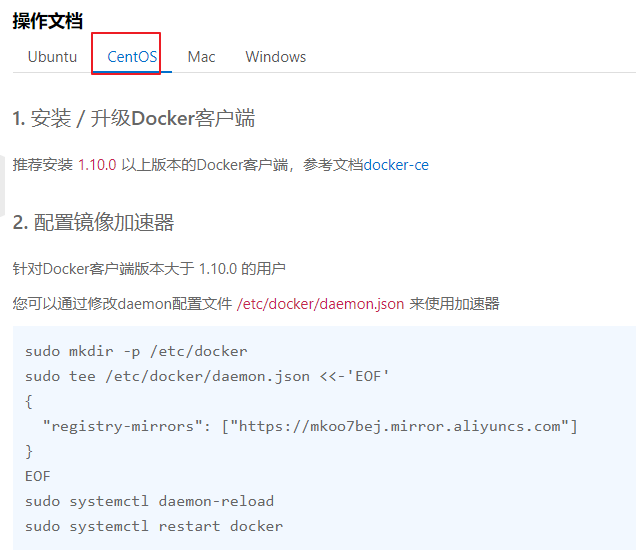 操作文档
Ubuntu CentOS Mac Windows
1. 安装 / 升级Docker客户端
推荐安装 1.10.0 以上版本的Docker客户端，参考文档docker-ce
2. 配置镜像加速器
针对Docker客户端版本大于 1.10.0 的用户
您可以通过修改daemon配置文件 /etc/docker/daemon.json 来使用加速器
sudo mkdir -p /etc/docker
sudo tee /etc/docker/daemon.json <<-'EOF'
{
  "registry-mirrors": ["https://mkoo7bej.mirror.aliyuncs.com"]
}
EOF
sudo systemctl daemon-reload
sudo systemctl restart docker